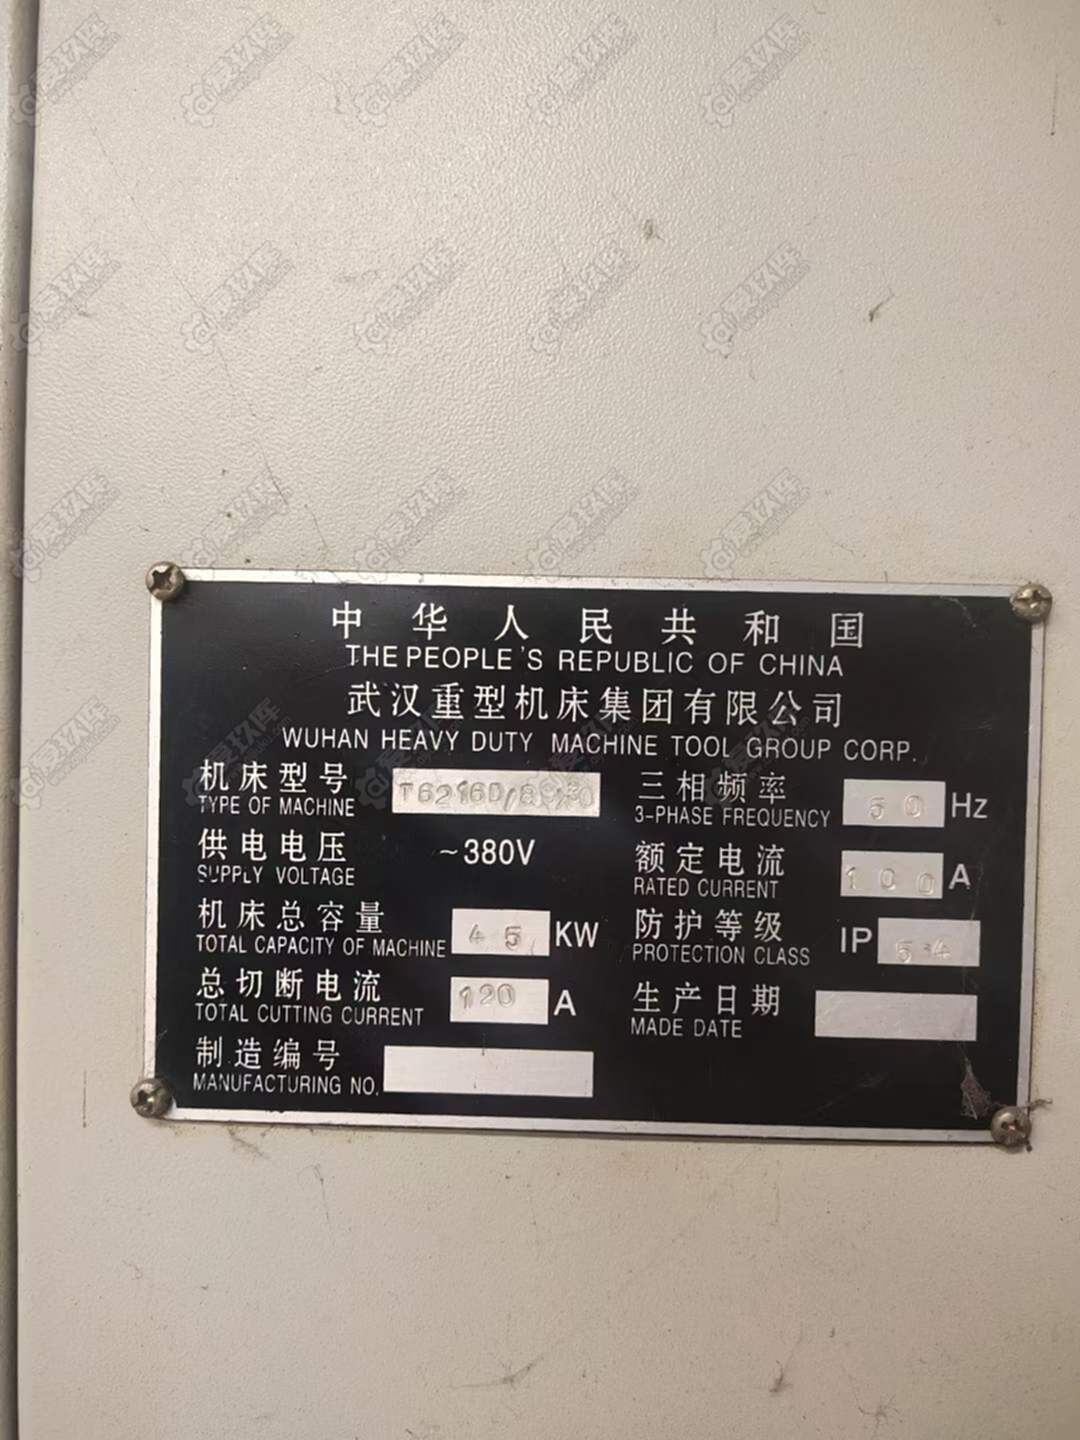 中华人民共和国
THE PEOPLE'S REPUBLIC OF CHINA
武汉重型机床集团有限公司
WUHAN HEAVY DUTY MACHINE TOOL GROUP CORP.
机床型号
TYPE OF MACHINE
供电电压 ~380V
SUPPLY VOLTAGE
机床总容量 45 KW
TOTAL CAPACITY OF MACHINE
总切断电流 120 A
TOTAL CUTTING CURRENT
制造编号
MANUFACTURING NO.
三相频率 50 Hz
3-PHASE FREQUENCY
额定电流 100 A
RATED CURRENT
防护等级 IP 54
PROTECTION CLASS
生产日期
MADE DATE